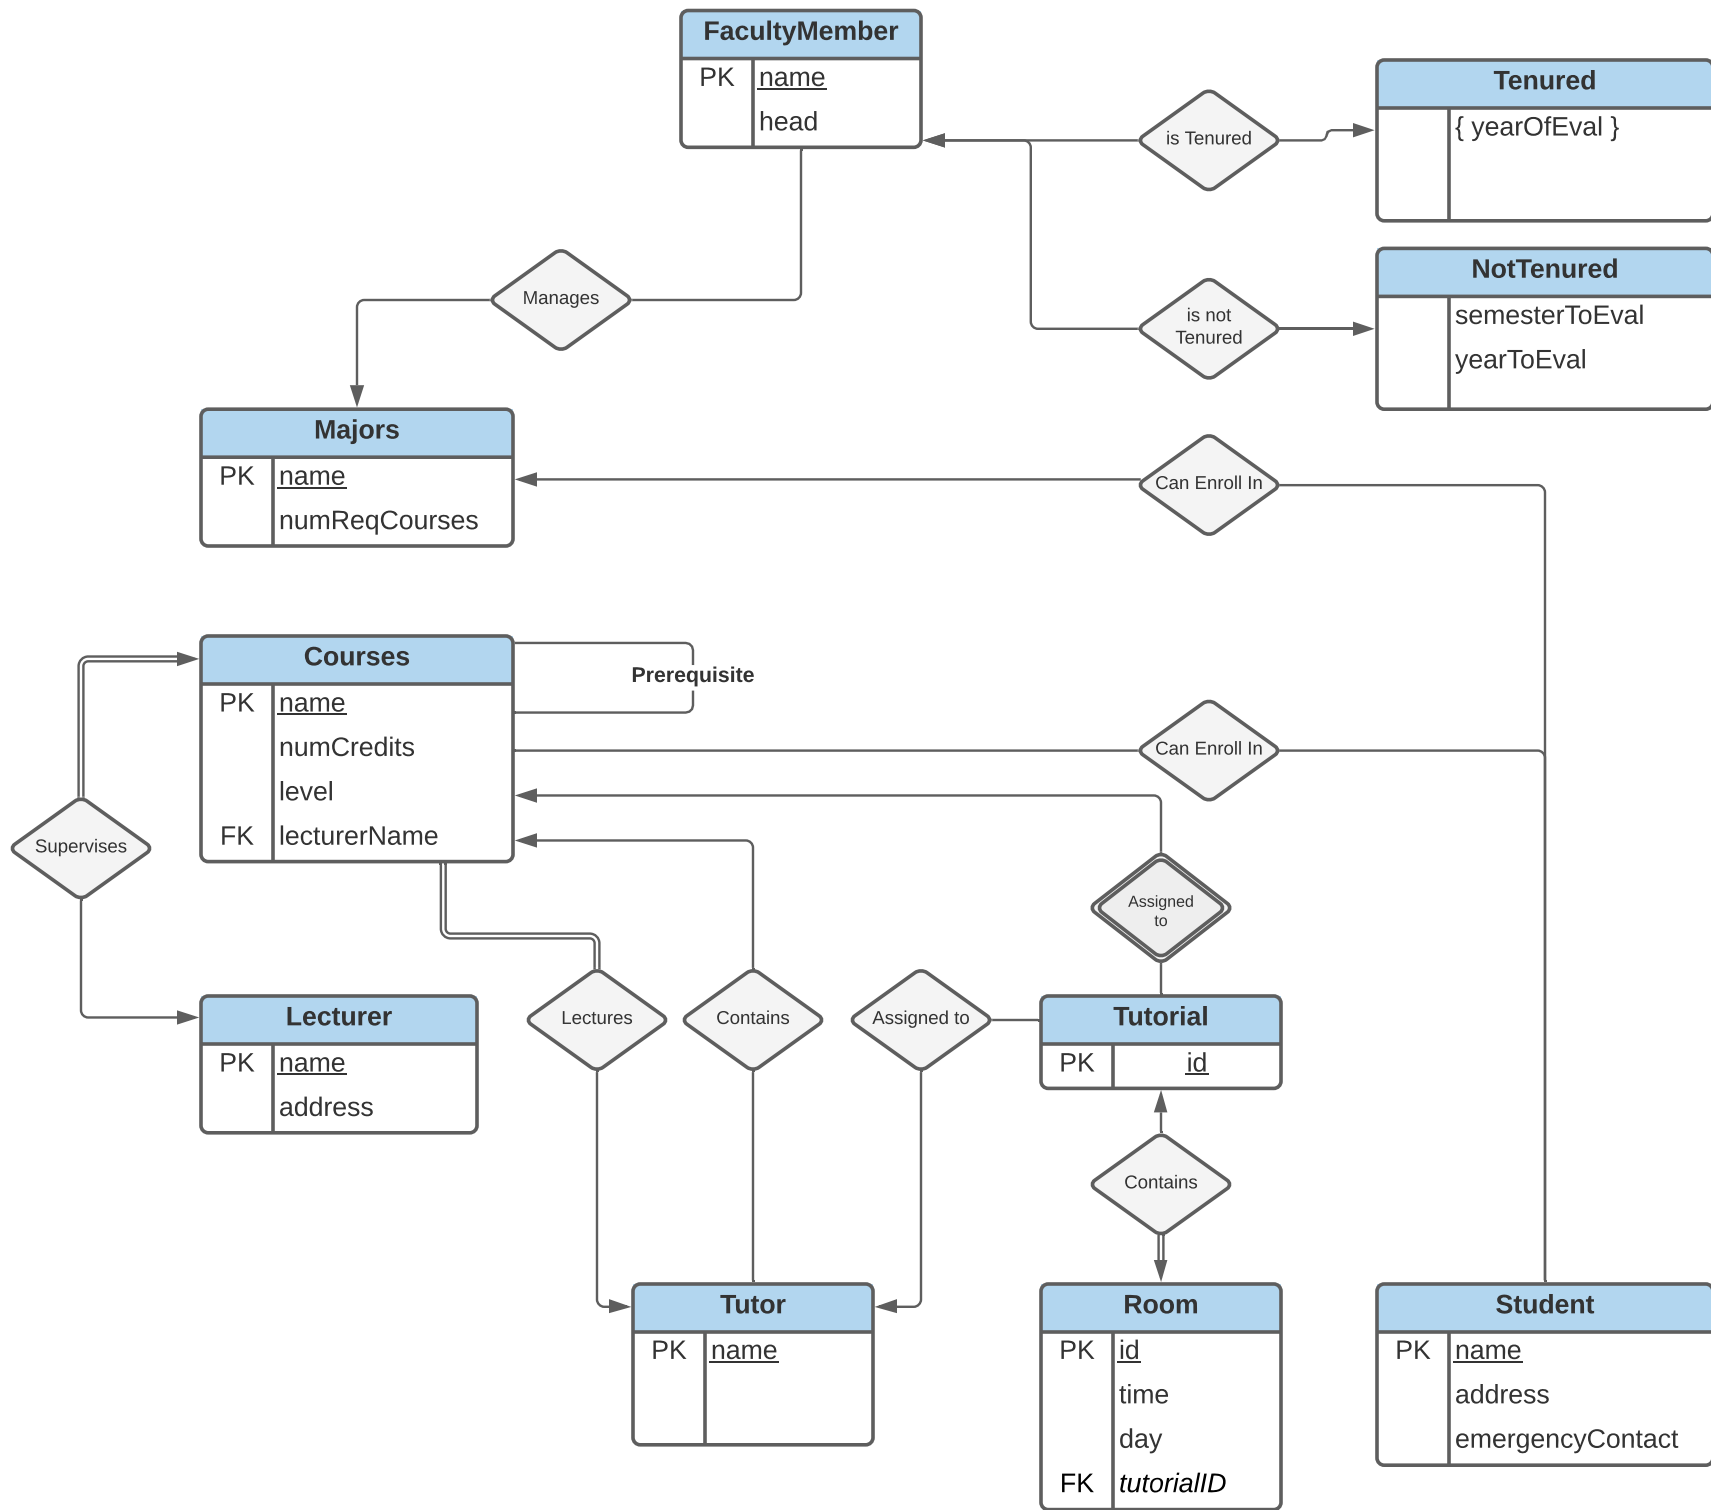 FacultyMember
PK name
head
is Tenured
Tenured
{ yearOfEval }
Manages
is not
Tenured
NotTenured
semesterToEval
yearToEval
Majors
PK name
numReqCourses
Can Enroll In
Courses
PK name
numCredits
level
FK lecturerName
Prerequisite
Can Enroll In
Supervises
Assigned
to
Lecturer
PK name
address
Lectures
Contains
Assigned to
Tutorial
PK id
Contains
Tutor
PK name
Room
PK id
time
day
FK tutorialID
Student
PK name
address
emergencyContact